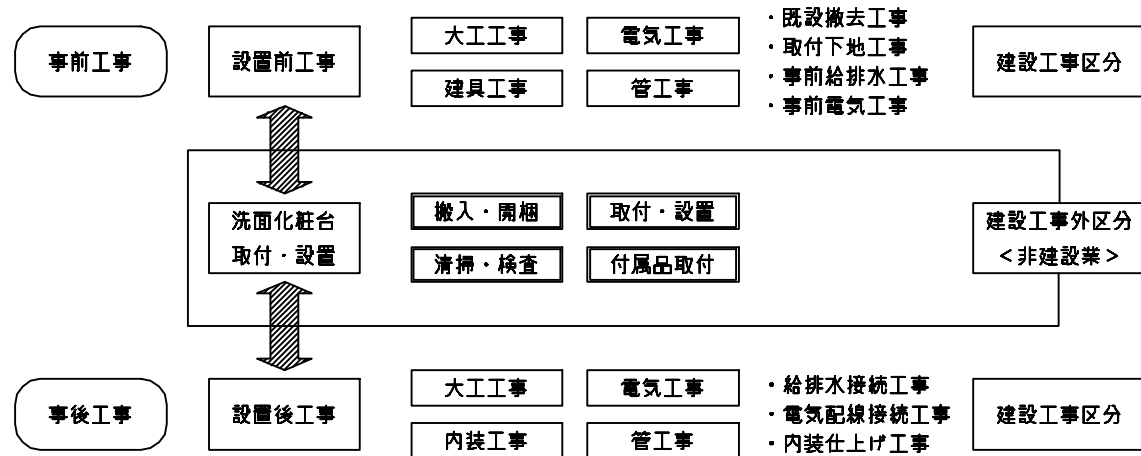 事前工事
設置前工事
大工工事
電気工事
建具工事
管工事
・既設撤去工事
・取付下地工事
・事前給排水工事
・事前電気工事
建設工事区分
洗面化粧台
取付・設置
搬入・開梱
取付・設置
清掃・検査
付属品取付
建設工事外区分
＜非建設業＞
事後工事
設置後工事
大工工事
電気工事
内装工事
管工事
・給排水接続工事
・電気配線接続工事
・内装仕上げ工事
建設工事区分